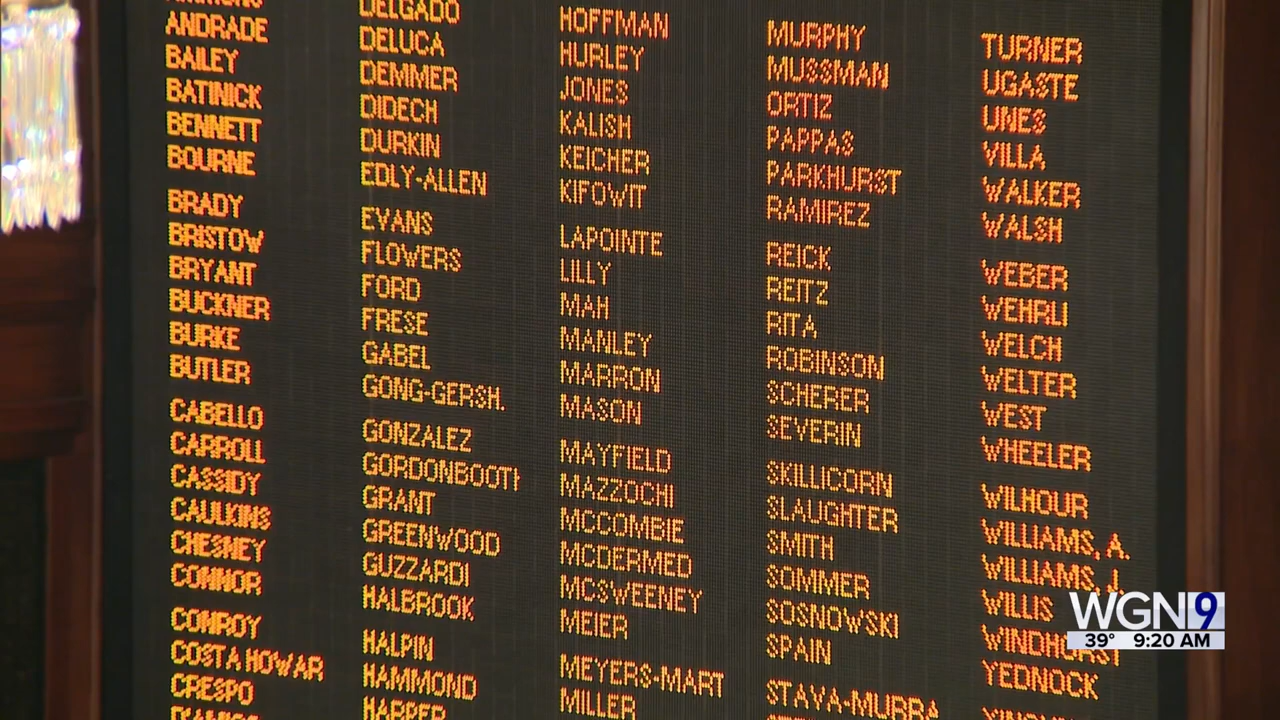 ANDRADE
BAILEY
BATINICK
BENNETT
BOURNE
BRADY
BRISTOW
BRYANT
BUCKNER
BURKE
BUTLER
CABELLO
CARROLL
CASSIDY
CAULKINS
CHESNEY
CONNOR
CONROY
COSTA HOWAR
CRESPO
DELGADO
DELUCA
DEMMER
DIDECH
DURKIN
EDLY-ALLEN
EVANS
FLOWERS
FORD
FRESE
GABEL
GONG-GERSH.
GONZALEZ
GORDONBOOTH
GRANT
GREENWOOD
GUZZARDI
HALBROOK
HALPIN
HAMMOND
HARPER
HOFFMAN
HURLEY
JONES
KALISH
KEICHER
KIFOWIT
LAPOINTE
LILLY
MAH
MANLEY
MARRON
MASON
MAYFIELD
MAZZOCHI
MCCOMBIE
MCDERMED
MCSWEENEY
MEIER
MEYERS-MART
MILLER
MURPHY
MUSSMAN
ORTIZ
PAPPAS
PARKHURST
RAMIREZ
REICK
REITZ
RITA
ROBINSON
SCHERER
SEVERIN
SKILLICORN
SLAUGHTER
SMITH
SOMMER
SOSNOWSKI
SPAIN
STAVA-MURRA
TURNER
UGASTE
UNES
VILLA
WALKER
WALSH
WEBER
WEHRLI
WELCH
WELTER
WEST
WHEELER
WILHOUR
WILLIAMS, A.
WILLIAMS, J.
WILLIS
WINDHORST
YEDNOCK
WGN9
39° 9:20 AM